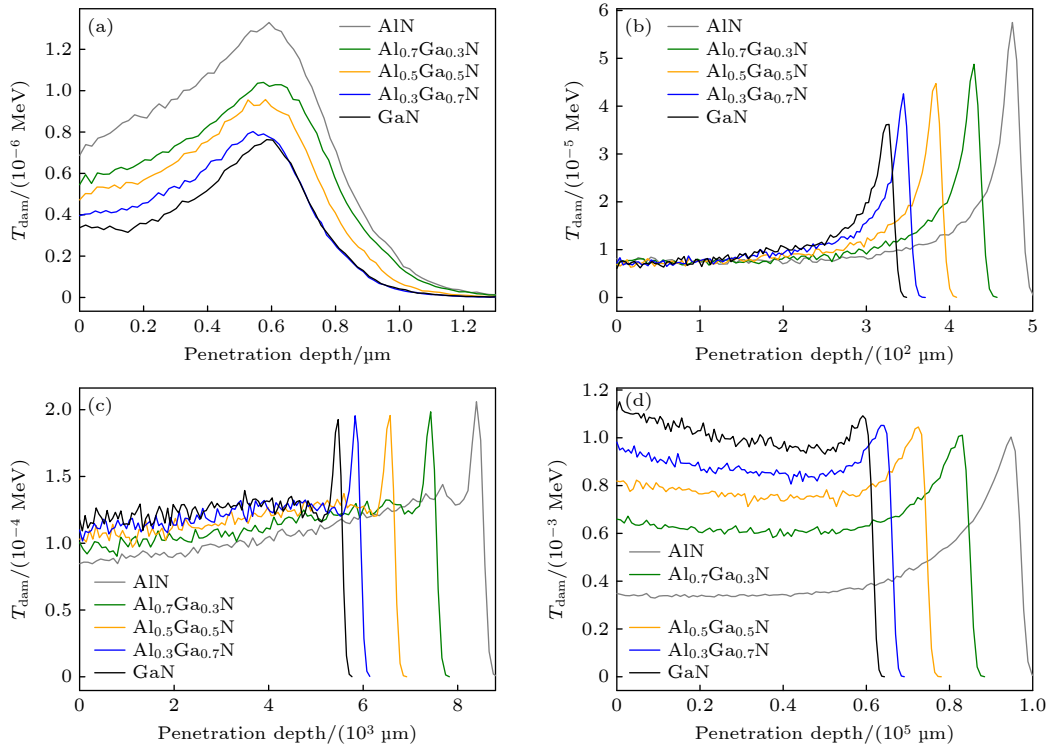 (a)
AlN
Al0.7Ga0.3N
Al0.5Ga0.5N
Al0.3Ga0.7N
GaN
1.2
1.0
0.8
0.6
0.4
0.2
0
Tdam/(10−6 MeV)
0 0.2 0.4 0.6 0.8 1.0 1.2
Penetration depth/µm
(b)
AlN
Al0.7Ga0.3N
Al0.5Ga0.5N
Al0.3Ga0.7N
GaN
6
5
4
3
2
1
0
Tdam/(10−5 MeV)
0 1 2 3 4 5
Penetration depth/(10² µm)
(c)
2.0
1.5
1.0
0.5
0
Tdam/(10−4 MeV)
AlN
Al0.7Ga0.3N
Al0.5Ga0.5N
Al0.3Ga0.7N
GaN
0 2 4 6 8
Penetration depth/(10³ µm)
(d)
1.2
1.0
0.8
0.6
0.4
0.2
0
Tdam/(10−3 MeV)
AlN
Al0.7Ga0.3N
Al0.5Ga0.5N
Al0.3Ga0.7N
GaN
0 0.2 0.4 0.6 0.8 1.0
Penetration depth/(10⁵ µm)